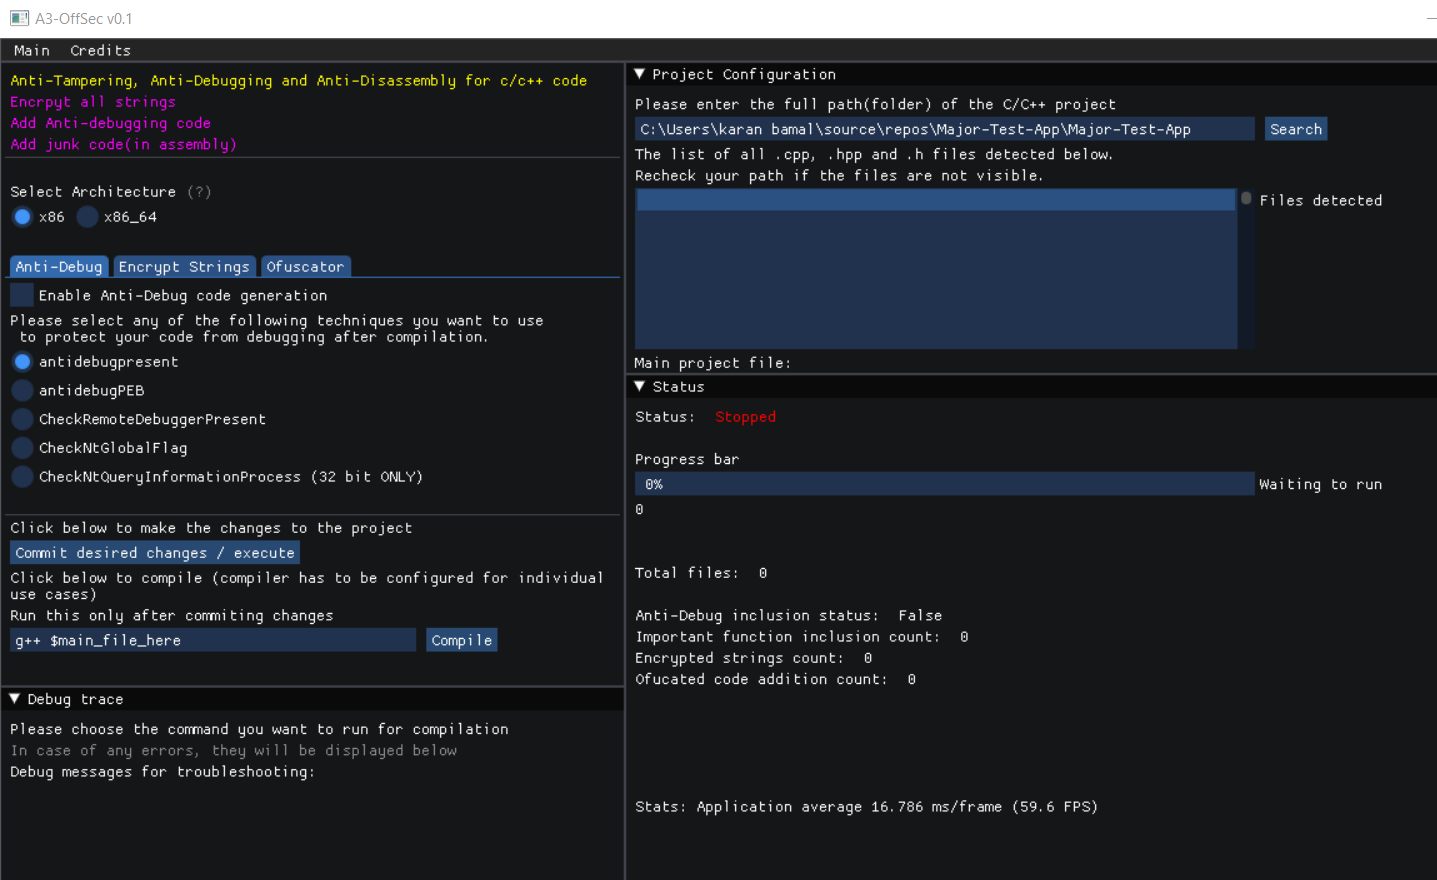 A3-OffSec v0.1
Main Credits
Anti-Tampering, Anti-Debugging and Anti-Disassembly for c/c++ code
Encrpyt all strings
Add Anti-debugging code
Add junk code(in assembly)
Select Architecture (?)
x86 x86_64
Anti-Debug Encrypt Strings Ofuscator
Enable Anti-Debug code generation
Please select any of the following techniques you want to use
to protect your code from debugging after compilation.
antidebugpresent
antidebugPEB
CheckRemoteDebuggerPresent
CheckNtGlobalFlag
CheckNtQueryInformationProcess (32 bit ONLY)
Click below to make the changes to the project
Commit desired changes / execute
Click below to compile (compiler has to be configured for individual
use cases)
Run this only after commiting changes
g++ $main_file_here Compile
Debug trace
Please choose the command you want to run for compilation
In case of any errors, they will be displayed below
Debug messages for troubleshooting:
Project Configuration
Please enter the full path(folder) of the C/C++ project
C:\Users\karan bamal\source\repos\Major-Test-App\Major-Test-App Search
The list of all .cpp, .hpp and .h files detected below.
Recheck your path if the files are not visible.
Files detected
Main project file:
Status
Status: Stopped
Progress bar
0% Waiting to run
0
Total files: 0
Anti-Debug inclusion status: False
Important function inclusion count: 0
Encrypted strings count: 0
Ofucated code addition count: 0
Stats: Application average 16.786 ms/frame (59.6 FPS)